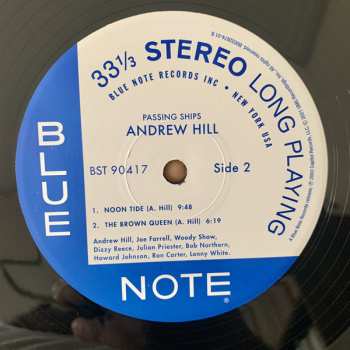 33⅓ STEREO LONG PLAYING
BLUE NOTE RECORDS INC • NEW YORK USA
PASSING SHIPS
ANDREW HILL
BST 90417 Side 2
1. NOON TIDE (A. Hill) 9:48
2. THE BROWN QUEEN (A. Hill) 6:19
Andrew Hill, Joe Farrell, Woody Shaw,
Dizzy Reece, Julian Priester, Bob Northern,
Howard Johnson, Ron Carter, Lenny White.
BLUE
NOTE®